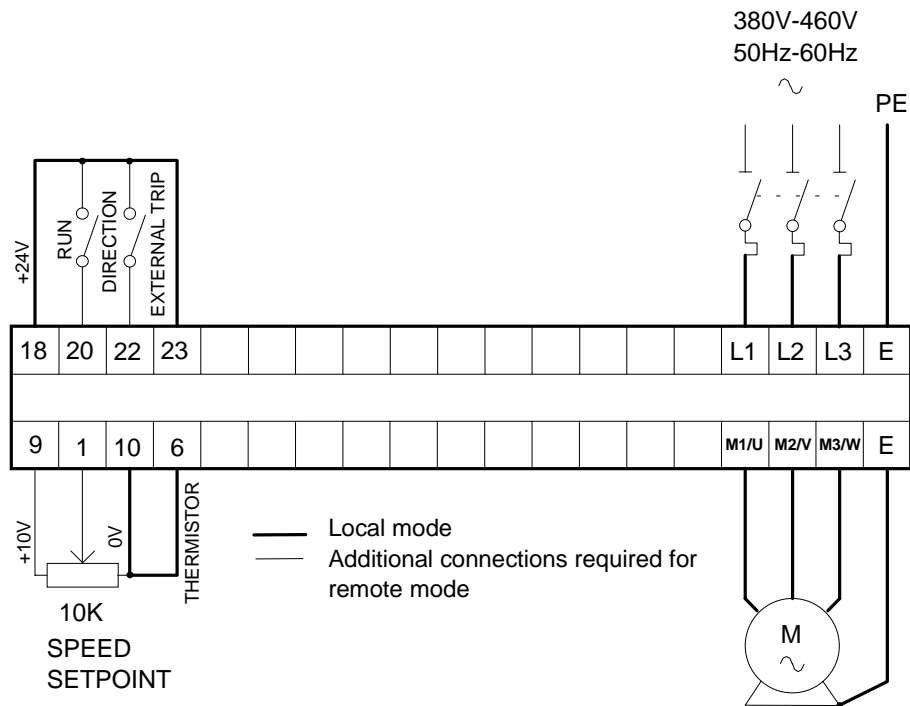 380V-460V
50Hz-60Hz
PE
+24V
RUN
DIRECTION
EXTERNAL TRIP
18 20 22 23 L1 L2 L3 E
9 1 10 6 M1/U M2/V M3/W E
+10V
0V
THERMISTOR
Local mode
Additional connections required for
remote mode
10K
SPEED
SETPOINT
M